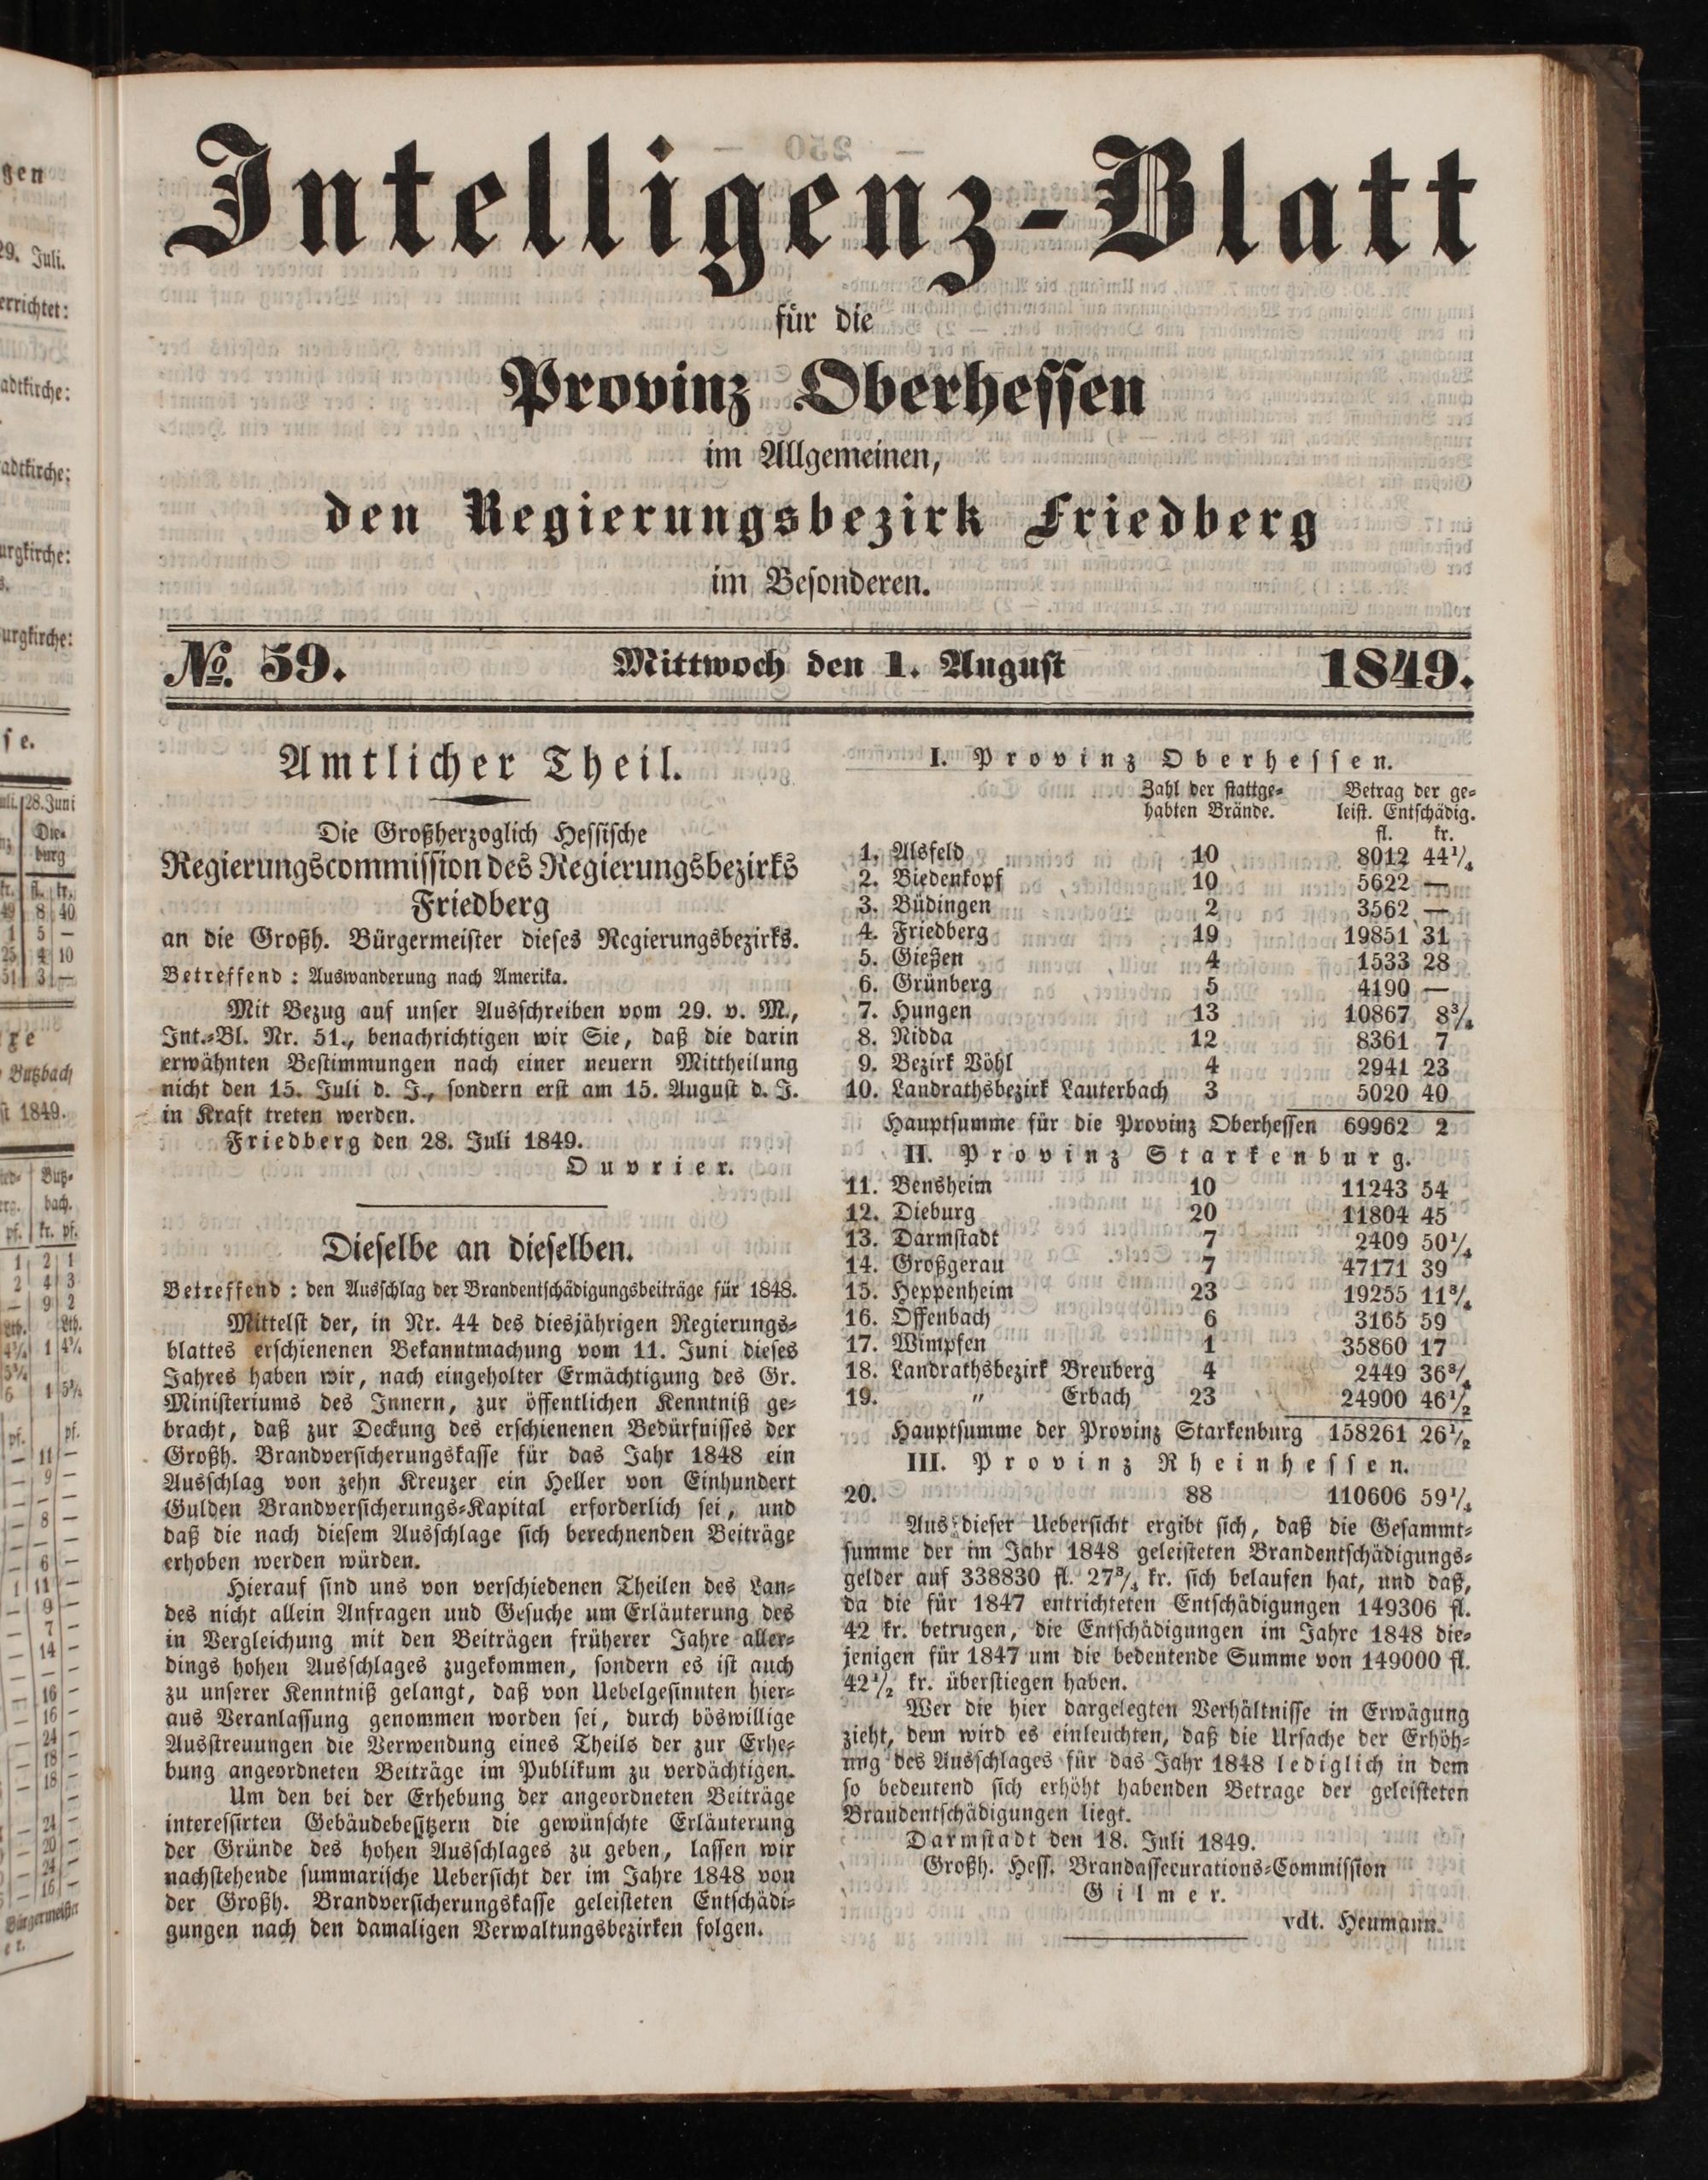 Intelligenz-Blatt
für die
Provinz Oberhessen
im Allgemeinen,
den Regierungsbezirk Friedberg
im Besonderen.
№ 59. Mittwoch den 1. August 1849.
Amtlicher Theil.
Die Großherzoglich Hessische
Regierungscommission des Regierungsbezirks
Friedberg
an die Großh. Bürgermeister dieses Regierungsbezirks.
Betreffend: Auswanderung nach Amerika.
Mit Bezug auf unser Ausschreiben vom 29. v. M.,
Int.-Bl. Nr. 51., benachrichtigen wir Sie, daß die darin
erwähnten Bestimmungen nach einer neuern Mittheilung
nicht den 15. Juli d. J., sondern erst am 15. August d. J.
in Kraft treten werden.
Friedberg den 28. Juli 1849.
Ouvrier.
Dieselbe an dieselben.
Betreffend: den Ausschlag der Brandentschädigungsbeiträge für 1848.
Mittelst der, in Nr. 44 des diesjährigen Regierungs-
blattes erschienenen Bekanntmachung vom 11. Juni dieses
Jahres haben wir, nach eingeholter Ermächtigung des Gr.
Ministeriums des Innern, zur öffentlichen Kenntniß ge-
bracht, daß zur Deckung des erschienenen Bedürfnisses der
Großh. Brandversicherungskasse für das Jahr 1848 ein
Ausschlag von zehn Kreuzer ein Heller von Einhundert
Gulden Brandversicherungs-Kapital erforderlich sei, und
daß die nach diesem Ausschlage sich berechnenden Beiträge
erhoben werden würden.
Hierauf sind uns von verschiedenen Theilen des Lan-
des nicht allein Anfragen und Gesuche um Erläuterung des
in Vergleichung mit den Beiträgen früherer Jahre aller-
dings hohen Ausschlages zugekommen, sondern es ist auch
zu unserer Kenntniß gelangt, daß von Uebelgesinnten hier-
aus Veranlassung genommen worden sei, durch böswillige
Ausstreuungen die Verwendung eines Theils der zur Erhe-
bung angeordneten Beiträge im Publikum zu verdächtigen.
Um den bei der Erhebung der angeordneten Beiträge
interessirten Gebäudebesitzern die gewünschte Erläuterung
der Gründe des hohen Ausschlages zu geben, lassen wir
nachstehende summarische Uebersicht der im Jahre 1848 von
der Großh. Brandversicherungskasse geleisteten Entschädi-
gungen nach den damaligen Verwaltungsbezirken folgen.
I. Provinz Oberhessen.
Zahl der stattge- Betrag der ge-
habten Brände. leist. Entschädig.
fl. kr.
1. Alsfeld 10 8012 44¼
2. Biedenkopf 10 5622 —
3. Büdingen 2 3562 —
4. Friedberg 19 19851 31
5. Gießen 4 1533 28
6. Grünberg 5 4190 —
7. Hungen 13 10867 8¾
8. Nidda 12 8361 7
9. Bezirk Vöhl 4 2941 23
10. Landrathsbezirk Lauterbach 3 5020 40
Hauptsumme für die Provinz Oberhessen 69962 2
II. Provinz Starkenburg.
11. Bensheim 10 11243 54
12. Dieburg 20 11804 45
13. Darmstadt 7 2409 50¼
14. Großgerau 7 47171 39
15. Heppenheim 23 19255 11¾
16. Offenbach 6 3165 59
17. Wimpfen 1 35860 17
18. Landrathsbezirk Breuberg 4 2449 36¾
19. " Erbach 23 24900 46½
Hauptsumme der Provinz Starkenburg 158261 26½
III. Provinz Rheinhessen.
20. 88 110606 59¼
Aus dieser Uebersicht ergibt sich, daß die Gesammt-
summe der im Jahr 1848 geleisteten Brandentschädigungs-
gelder auf 338830 fl. 27¾ kr. sich belaufen hat, und daß,
da die für 1847 entrichteten Entschädigungen 149306 fl.
42 kr. betrugen, die Entschädigungen im Jahre 1848 die-
jenigen für 1847 um die bedeutende Summe von 149000 fl.
42½ kr. überstiegen haben.
Wer die hier dargelegten Verhältnisse in Erwägung
zieht, dem wird es einleuchten, daß die Ursache der Erhöh-
ung des Ausschlages für das Jahr 1848 lediglich in dem
so bedeutend sich erhöht habenden Betrage der geleisteten
Brandentschädigungen liegt.
Darmstadt den 18. Juli 1849.
Großh. Hess. Brandassecurations-Commission
Gilmer.
vdt. Heumann.